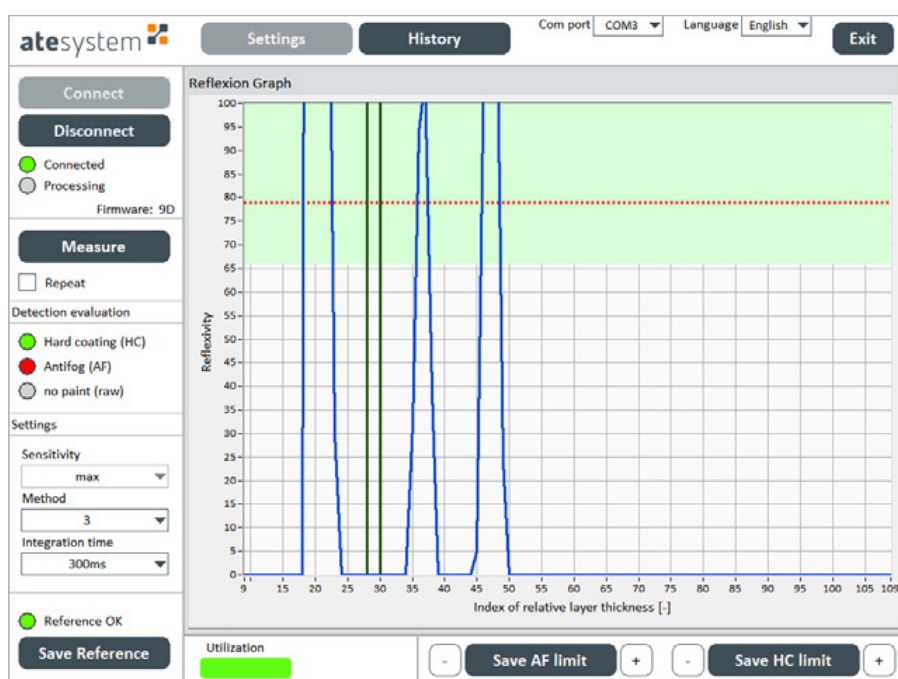 atesystem
Settings
History
Com port COM3
Language English
Exit
Connect
Disconnect
Connected
Processing
Firmware: 9D
Measure
Repeat
Detection evaluation
Hard coating (HC)
Antifog (AF)
no paint (raw)
Settings
Sensitivity
max
Method
3
Integration time
300ms
Reference OK
Save Reference
Reflexion Graph
100
95
90
85
80
75
70
65
60
55
50
45
40
35
30
25
20
15
10
5
0
Reflexivity
9 15 20 25 30 35 40 45 50 55 60 65 70 75 80 85 90 95 100 105 109
Index of relative layer thickness [-]
Utilization
- Save AF limit +
- Save HC limit +